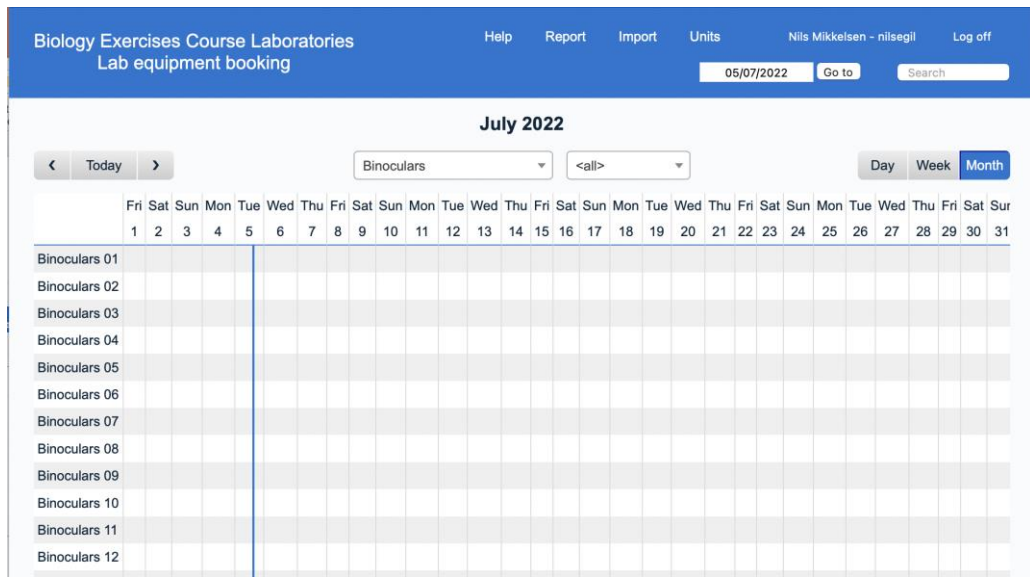 Biology Exercises Course Laboratories
Lab equipment booking
Help Report Import Units Nils Mikkelsen - nilsegil Log off
05/07/2022 Go to Search
July 2022
Today Binoculars <all> Day Week Month
Fri Sat Sun Mon Tue Wed Thu Fri Sat Sun Mon Tue Wed Thu Fri Sat Sun Mon Tue Wed Thu Fri Sat Sun Mon Tue Wed Thu Fri Sat Sun
1 2 3 4 5 6 7 8 9 10 11 12 13 14 15 16 17 18 19 20 21 22 23 24 25 26 27 28 29 30 31
Binoculars 01
Binoculars 02
Binoculars 03
Binoculars 04
Binoculars 05
Binoculars 06
Binoculars 07
Binoculars 08
Binoculars 09
Binoculars 10
Binoculars 11
Binoculars 12